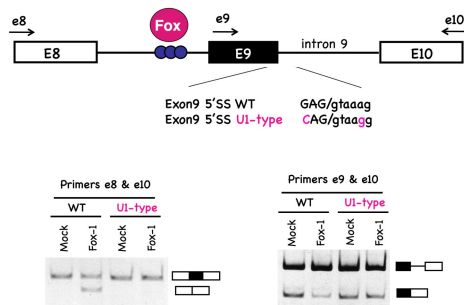 e8 Fox e9 e10
E8 E9 intron 9 E10
Exon9 5'SS WT GAG/gtaaag
Exon9 5'SS U1-type CAG/gtaagg
Primers e8 & e10
WT U1-type
Mock Fox-1 Mock Fox-1
Primers e9 & e10
WT U1-type
Mock Fox-1 Mock Fox-1